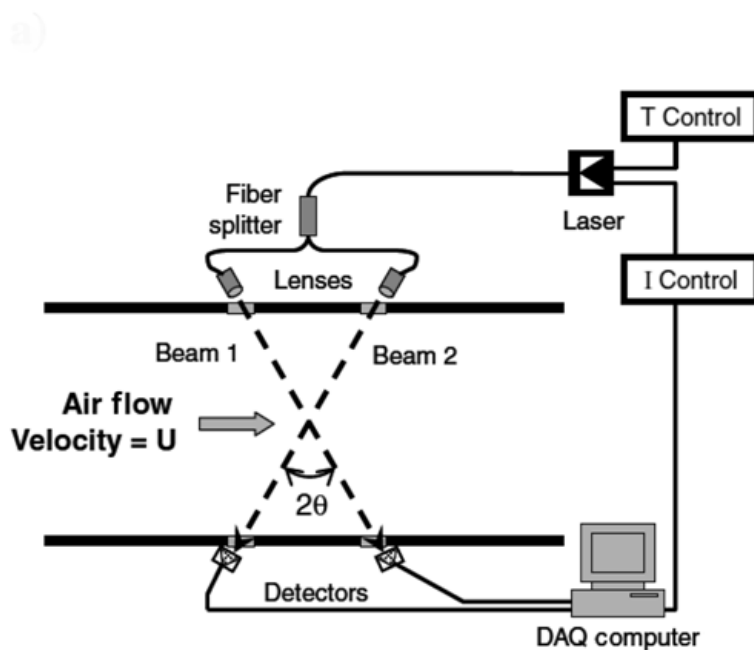 a)
T Control
Fiber
splitter
Laser
Lenses
I Control
Beam 1
Beam 2
Air flow
Velocity = U
2θ
Detectors
DAQ computer